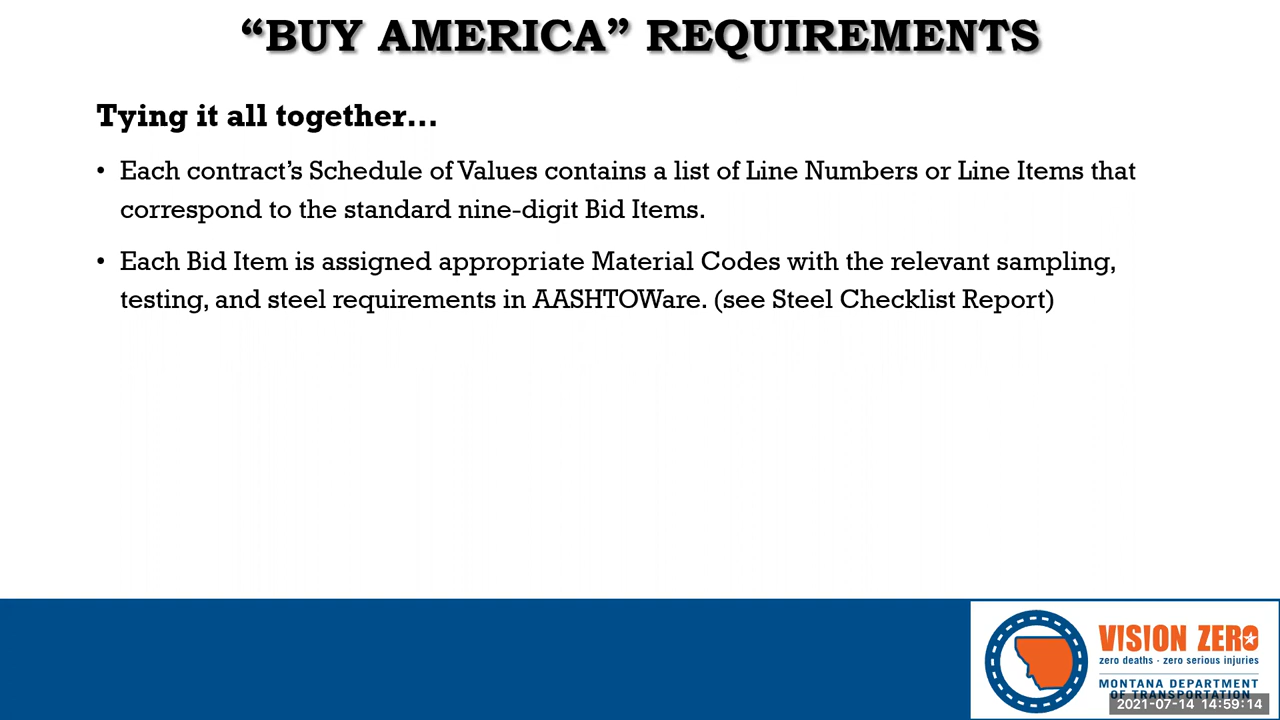 “BUY AMERICA” REQUIREMENTS
Tying it all together...
• Each contract’s Schedule of Values contains a list of Line Numbers or Line Items that
correspond to the standard nine-digit Bid Items.
• Each Bid Item is assigned appropriate Material Codes with the relevant sampling,
testing, and steel requirements in AASHTOWare. (see Steel Checklist Report)
VISION ZERO
zero deaths · zero serious injuries
MONTANA DEPARTMENT
OF TRANSPORTATION
2021-07-14 14:59:14